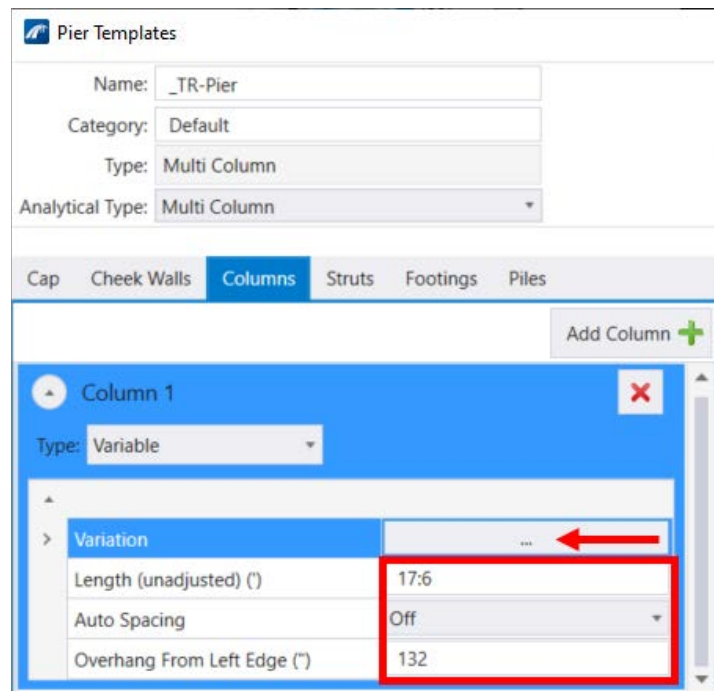 Pier Templates
Name: _TR-Pier
Category: Default
Type: Multi Column
Analytical Type: Multi Column
Cap Cheek Walls Columns Struts Footings Piles
Add Column
Column 1
Type: Variable
Variation ...
Length (unadjusted) (') 17:6
Auto Spacing Off
Overhang From Left Edge (") 132